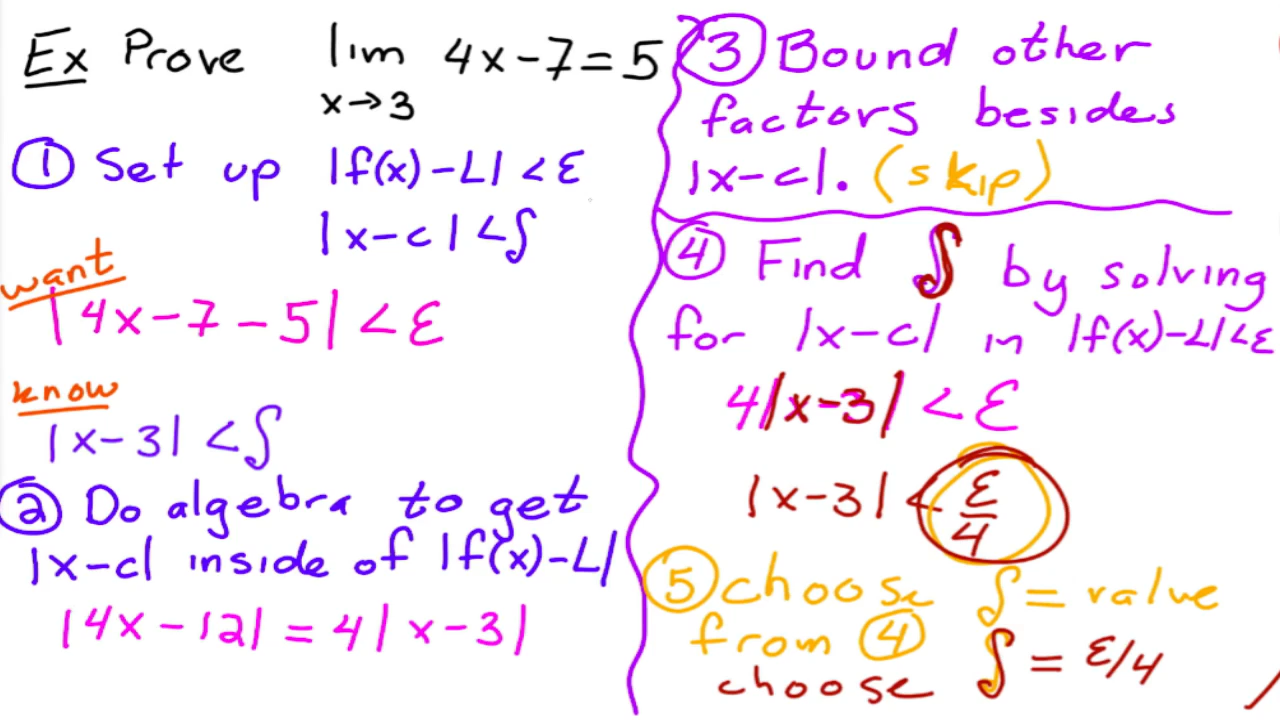 Ex Prove lim 4x-7=5
x→3
① Set up |f(x)-L|<ε
|x-c|<δ
want
|4x-7-5|<ε
know
|x-3|<δ
② Do algebra to get
|x-c| inside of |f(x)-L|
|4x-12|=4|x-3|
③ Bound other
factors besides
|x-c|. (skip)
④ Find δ by solving
for |x-c| in |f(x)-L|<ε
4|x-3|<ε
|x-3|<ε/4
⑤ choose δ=value
from ④
choose δ=ε/4